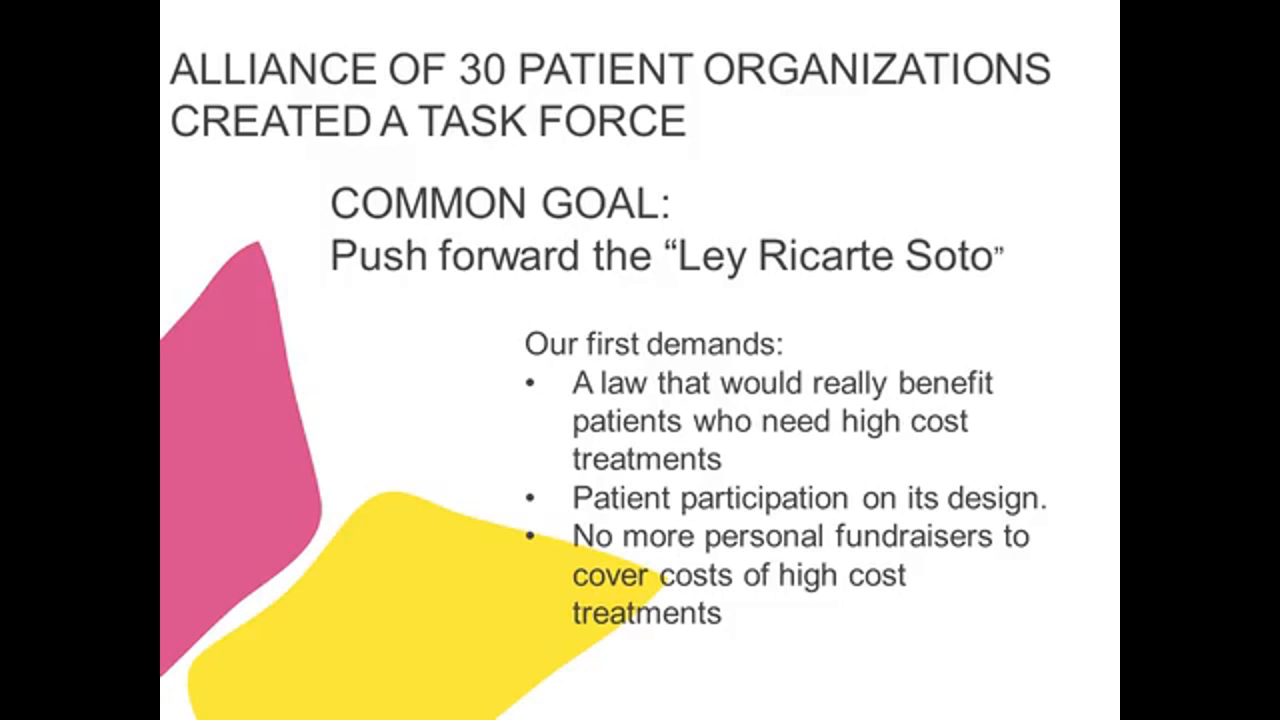 ALLIANCE OF 30 PATIENT ORGANIZATIONS
CREATED A TASK FORCE
COMMON GOAL:
Push forward the “Ley Ricarte Soto”
Our first demands:
• A law that would really benefit
patients who need high cost
treatments
• Patient participation on its design.
• No more personal fundraisers to
cover costs of high cost
treatments